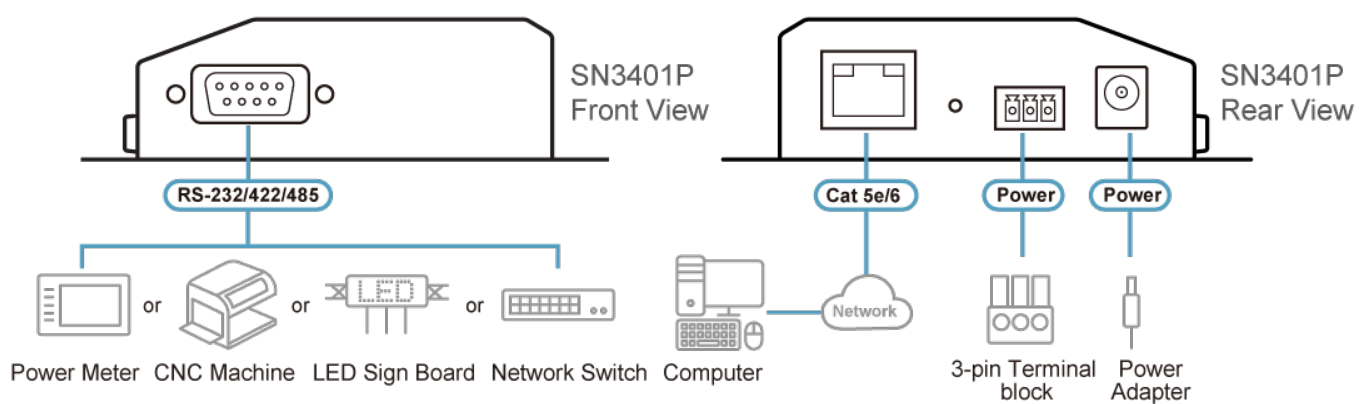 SN3401P
Front View
SN3401P
Rear View
RS-232/422/485
Cat 5e/6
Power
Power
LED
Network
or
or
or
Power Meter
CNC Machine
LED Sign Board
Network Switch
Computer
3-pin Terminal
block
Power
Adapter